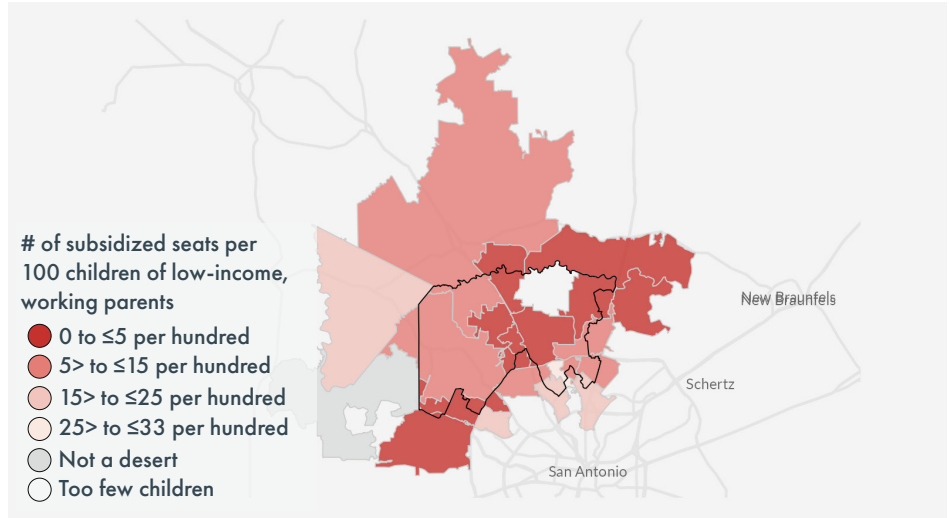 # of subsidized seats per
100 children of low-income,
working parents
0 to ≤5 per hundred
5> to ≤15 per hundred
15> to ≤25 per hundred
25> to ≤33 per hundred
Not a desert
Too few children
New Braunfels
New Braunfels
Schertz
San Antonio